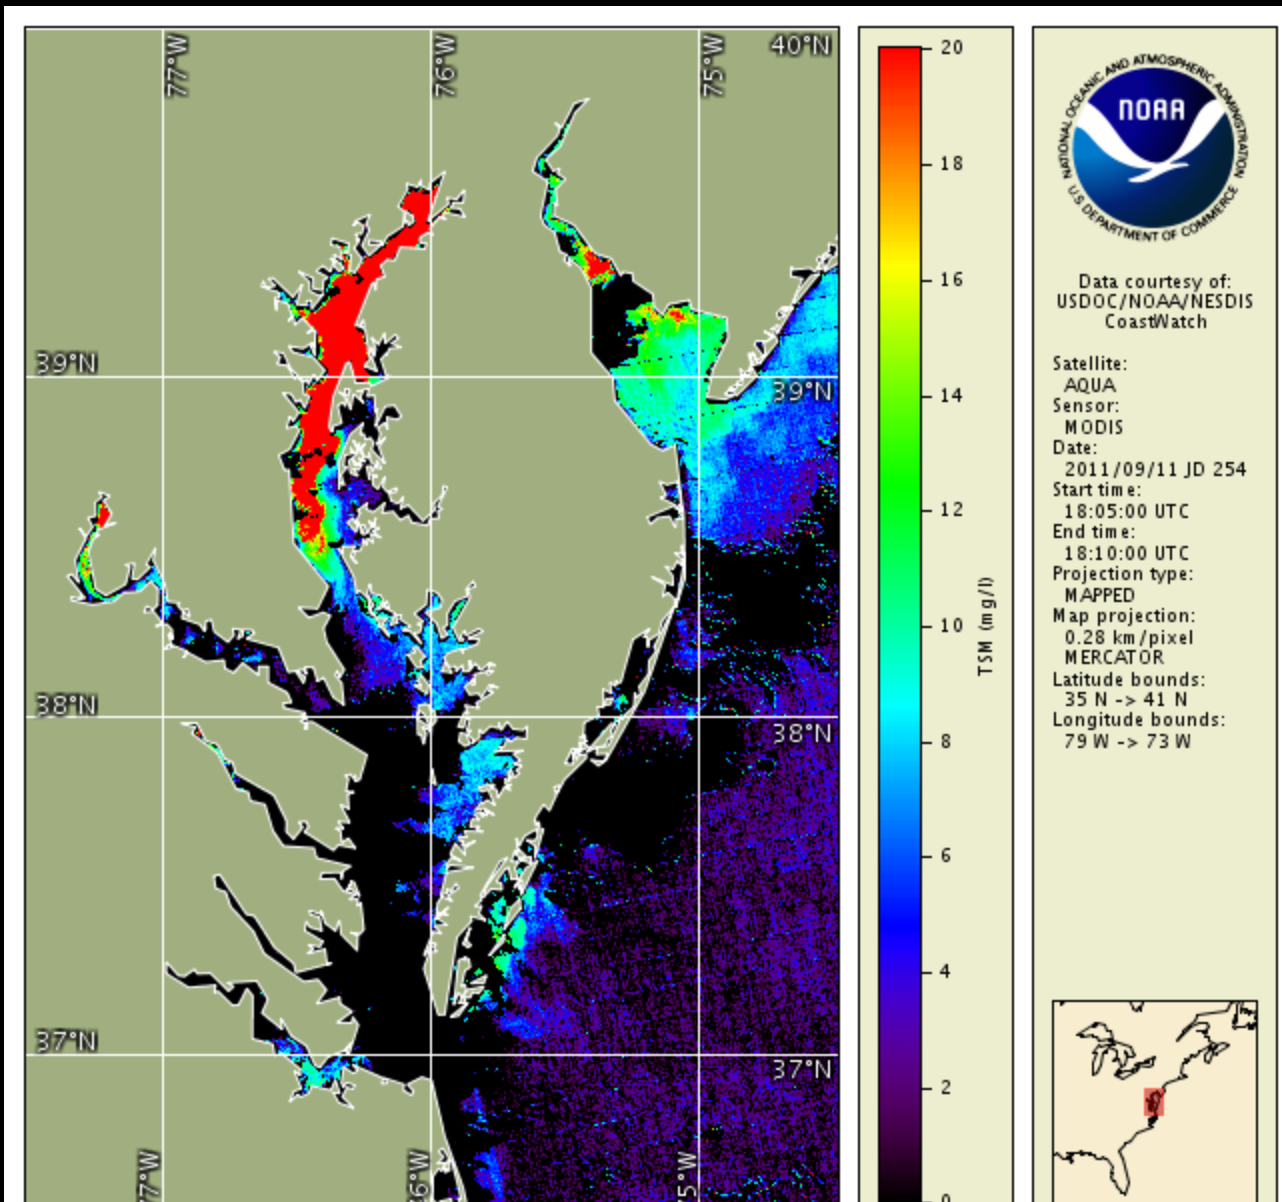 77°W
76°W
75°W
40°N
39°N
39°N
38°N
38°N
37°N
37°N
7°W
6°W
5°W
20
18
16
14
12
10
8
6
4
2
0
TSM (mg/l)
NATIONAL OCEANIC AND ATMOSPHERIC ADMINISTRATION
NOAA
U.S. DEPARTMENT OF COMMERCE
Data courtesy of:
USDOC/NOAA/NESDIS
CoastWatch
Satellite:
AQUA
Sensor:
MODIS
Date:
2011/09/11 JD 254
Start time:
18:05:00 UTC
End time:
18:10:00 UTC
Projection type:
MAPPED
Map projection:
0.28 km/pixel
MERCATOR
Latitude bounds:
35 N -> 41 N
Longitude bounds:
79 W -> 73 W